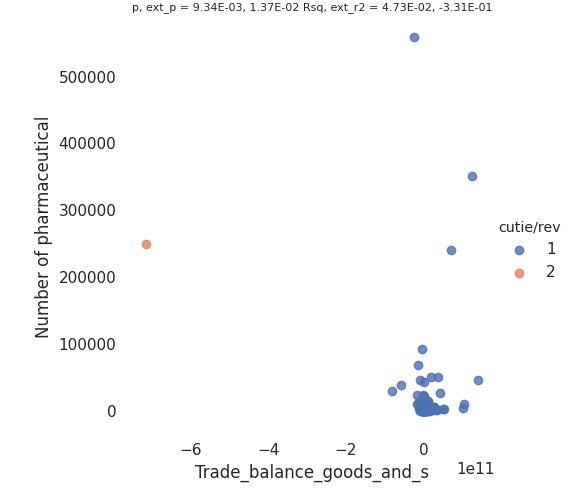 p, ext_p = 9.34E-03, 1.37E-02 Rsq, ext_r2 = 4.73E-02, -3.31E-01
500000
400000
300000
200000
100000
0
Number of pharmaceutical
cutie/rev
1
2
−6
−4
−2
0
1e11
Trade_balance_goods_and_s